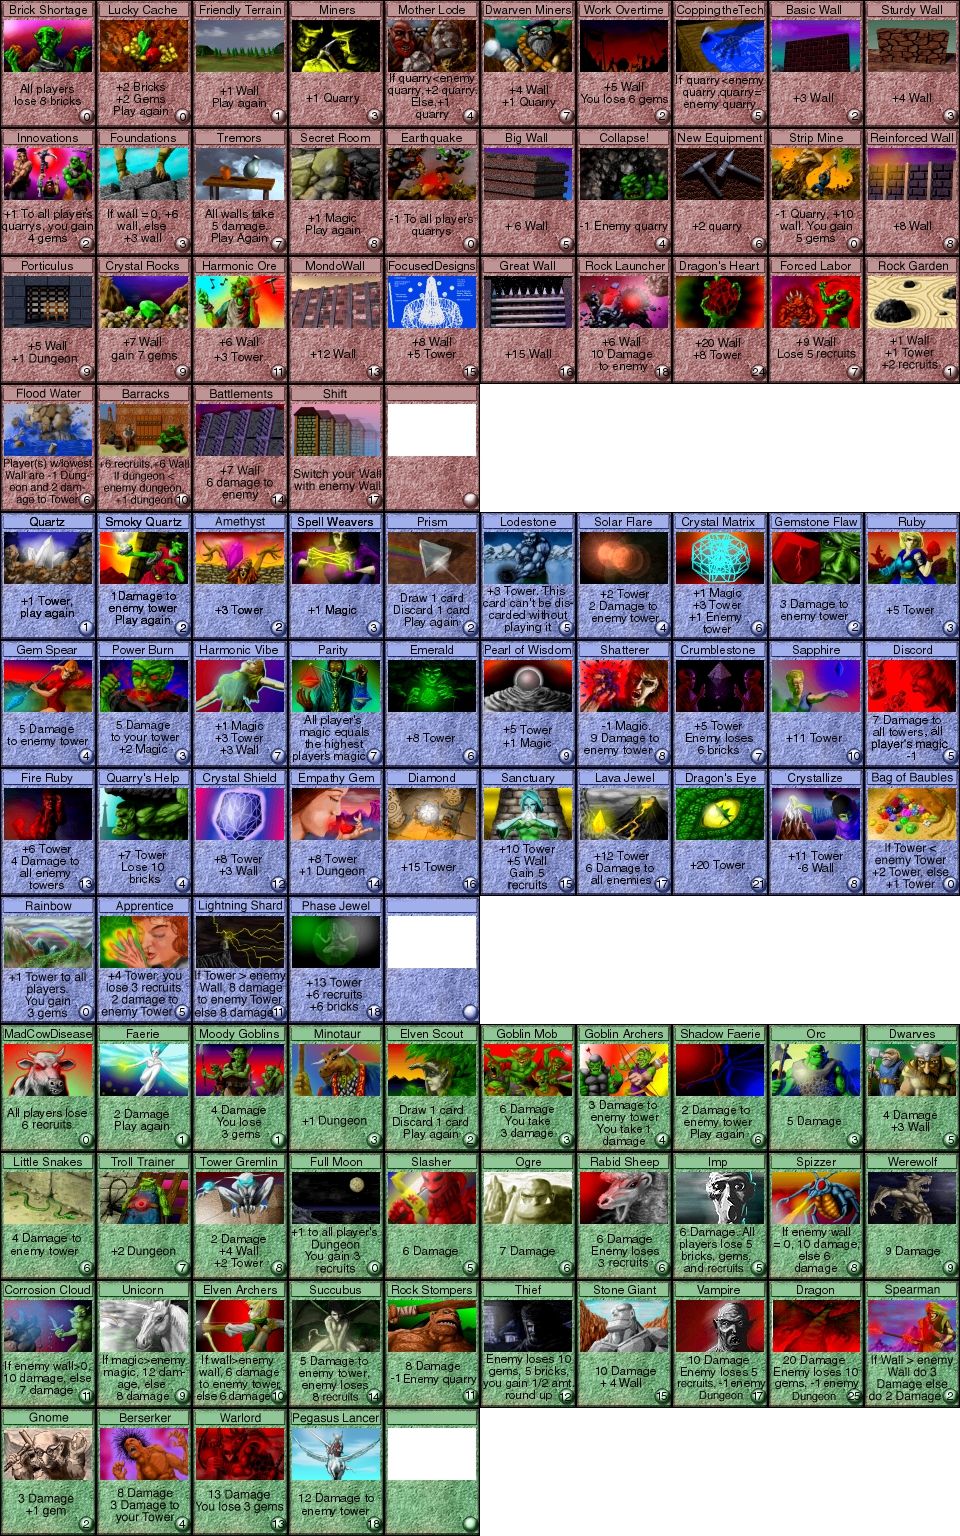 Brick Shortage
All players
lose 8 bricks
0
Lucky Cache
+2 Bricks
+2 Gems
Play again
0
Friendly Terrain
+1 Wall
Play again
1
Miners
+1 Quarry
3
Mother Lode
If quarry<enemy
quarry,+2 quarry.
Else,+1
quarry
4
Dwarven Miners
+4 Wall
+1 Quarry
7
Work Overtime
+5 Wall
You lose 6 gems
2
CoppingtheTech
If quarry<enemy
quarry,quarry=
enemy quarry
5
Basic Wall
+3 Wall
2
Sturdy Wall
+4 Wall
3
Innovations
+1 To all player's
quarrys, you gain
4 gems
2
Foundations
If wall = 0, +6
wall, else
+3 wall
3
Tremors
All walls take
5 damage.
Play Again
7
Secret Room
+1 Magic
Play again
8
Earthquake
-1 To all players
quarrys
0
Big Wall
+ 6 Wall
5
Collapse!
-1 Enemy quarry
4
New Equipment
+2 quarry
6
Strip Mine
-1 Quarry, +10
wall. You gain
5 gems
0
Reinforced Wall
+8 Wall
8
Porticulus
+5 Wall
+1 Dungeon
9
Crystal Rocks
+7 Wall
gain 7 gems
9
Harmonic Ore
+6 Wall
+3 Tower
11
MondoWall
+12 Wall
13
FocusedDesigns
+8 Wall
+5 Tower
15
Great Wall
+15 Wall
16
Rock Launcher
+6 Wall
10 Damage
to enemy
18
Dragon's Heart
+20 Wall
+8 Tower
24
Forced Labor
+9 Wall
Lose 5 recruits
7
Rock Garden
+1 Wall
+1 Tower
+2 recruits
1
Flood Water
Player(s) w/lowest
Wall are -1 Dung-
eon and 2 dam-
age to Tower
6
Barracks
+6 recruits,+6 Wall
If dungeon <
enemy dungeon,
+1 dungeon
10
Battlements
+7 Wall
6 damage to
enemy
14
Shift
Switch your Wall
with enemy Wall
17
Quartz
+1 Tower,
play again
1
Smoky Quartz
1Damage to
enemy tower
Play again
2
Amethyst
+3 Tower
2
Spell Weavers
+1 Magic
3
Prism
Draw 1 card
Discard 1 card
Play again
2
Lodestone
+3 Tower. This
card can't be dis-
carded without
playing it
5
Solar Flare
+2 Tower
2 Damage to
enemy tower
4
Crystal Matrix
+1 Magic
+3 Tower
+1 Enemy
tower
6
Gemstone Flaw
3 Damage to
enemy tower
2
Ruby
+5 Tower
3
Gem Spear
5 Damage
to enemy tower
4
Power Burn
5 Damage
to your tower
+2 Magic
3
Harmonic Vibe
+1 Magic
+3 Tower
+3 Wall
7
Parity
All player's
magic equals
the highest
player's magic
7
Emerald
+8 Tower
6
Pearl of Wisdom
+5 Tower
+1 Magic
9
Shatterer
-1 Magic.
9 Damage to
enemy tower
8
Crumblestone
+5 Tower
Enemy loses
6 bricks
7
Sapphire
+11 Tower
10
Discord
7 Damage to
all towers, all
player's magic
-1
5
Fire Ruby
+6 Tower
4 Damage to
all enemy
towers
13
Quarry's Help
+7 Tower
Lose 10
bricks
4
Crystal Shield
+8 Tower
+3 Wall
12
Empathy Gem
+8 Tower
+1 Dungeon
14
Diamond
+15 Tower
16
Sanctuary
+10 Tower
+5 Wall
Gain 5
recruits
15
Lava Jewel
+12 Tower
6 Damage to
all enemies
17
Dragon's Eye
+20 Tower
21
Crystallize
+11 Tower
-6 Wall
8
Bag of Baubles
If Tower <
enemy Tower
+2 Tower, else
+1 Tower
0
Rainbow
+1 Tower to all
players.
You gain
3 gems
0
Apprentice
+4 Tower, you
lose 3 recruits
2 damage to
enemy Tower
5
Lightning Shard
If Tower > enemy
Wall, 8 damage
to enemy Tower
else 8 damage
11
Phase Jewel
+13 Tower
+6 recruits
+6 bricks
18
MadCowDisease
All players lose
6 recruits
0
Faerie
2 Damage
Play again
1
Moody Goblins
4 Damage
You lose
3 gems
1
Minotaur
+1 Dungeon
3
Elven Scout
Draw 1 card
Discard 1 card
Play again
2
Goblin Mob
6 Damage
You take
3 damage
3
Goblin Archers
3 Damage to
enemy tower
You take 1
damage
4
Shadow Faerie
2 Damage to
enemy tower
Play again
6
Orc
5 Damage
3
Dwarves
4 Damage
+3 Wall
5
Little Snakes
4 Damage to
enemy tower
6
Troll Trainer
+2 Dungeon
7
Tower Gremlin
2 Damage
+4 Wall
+2 Tower
8
Full Moon
+1 to all player's
Dungeon
You gain 3
recruits
0
Slasher
6 Damage
5
Ogre
7 Damage
6
Rabid Sheep
6 Damage
Enemy loses
3 recruits
6
Imp
6 Damage. All
players lose 5
bricks, gems,
and recruits
5
Spizzer
If enemy wall
= 0, 10 damage,
else 6
damage
8
Werewolf
9 Damage
9
Corrosion Cloud
If enemy wall>0,
10 damage, else
7 damage
11
Unicorn
If magic>enemy
magic, 12 dam-
age, else
8 damage
9
Elven Archers
If wall>enemy
wall, 6 damage
to enemy tower,
else 6 damage
10
Succubus
5 Damage to
enemy tower,
enemy loses
8 recruits
14
Rock Stompers
8 Damage
-1 Enemy quarry
11
Thief
Enemy loses 10
gems, 5 bricks,
you gain 1/2 amt.
round up
12
Stone Giant
10 Damage
+ 4 Wall
15
Vampire
10 Damage
Enemy loses 5
recruits, -1 enemy
Dungeon
17
Dragon
20 Damage
Enemy loses 10
gems, -1 enemy
Dungeon
25
Spearman
If Wall > enemy
Wall do 3
Damage else
do 2 Damage
2
Gnome
3 Damage
+1 gem
2
Berserker
8 Damage
3 Damage to
your Tower
4
Warlord
13 Damage
You lose 3 gems
13
Pegasus Lancer
12 Damage to
enemy tower
18